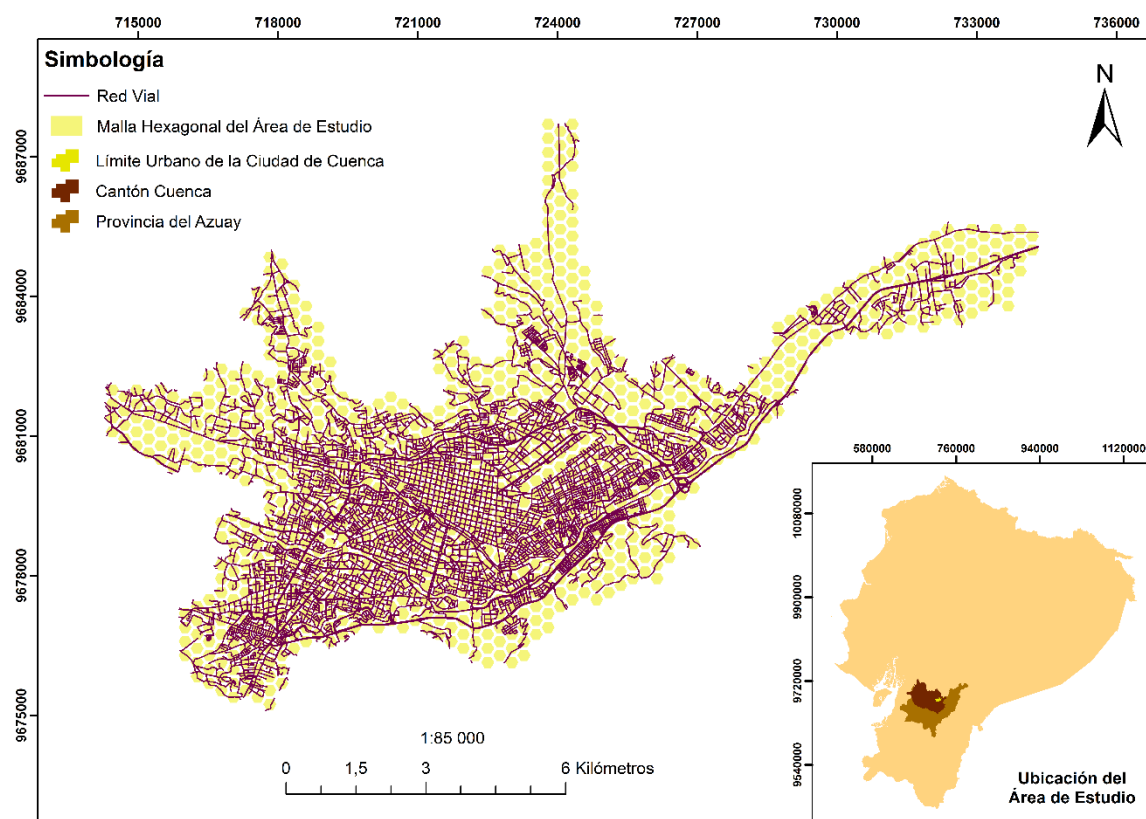 715000 718000 721000 724000 727000 730000 733000 736000
Simbología
Red Vial
Malla Hexagonal del Área de Estudio
Límite Urbano de la Ciudad de Cuenca
Cantón Cuenca
Provincia del Azuay
N
9687000
9684000
9681000
9678000
9675000
1:85 000
0 1,5 3 6 Kilómetros
580000 760000 940000 1120000
10080000
9900000
9720000
9540000
Ubicación del
Área de Estudio